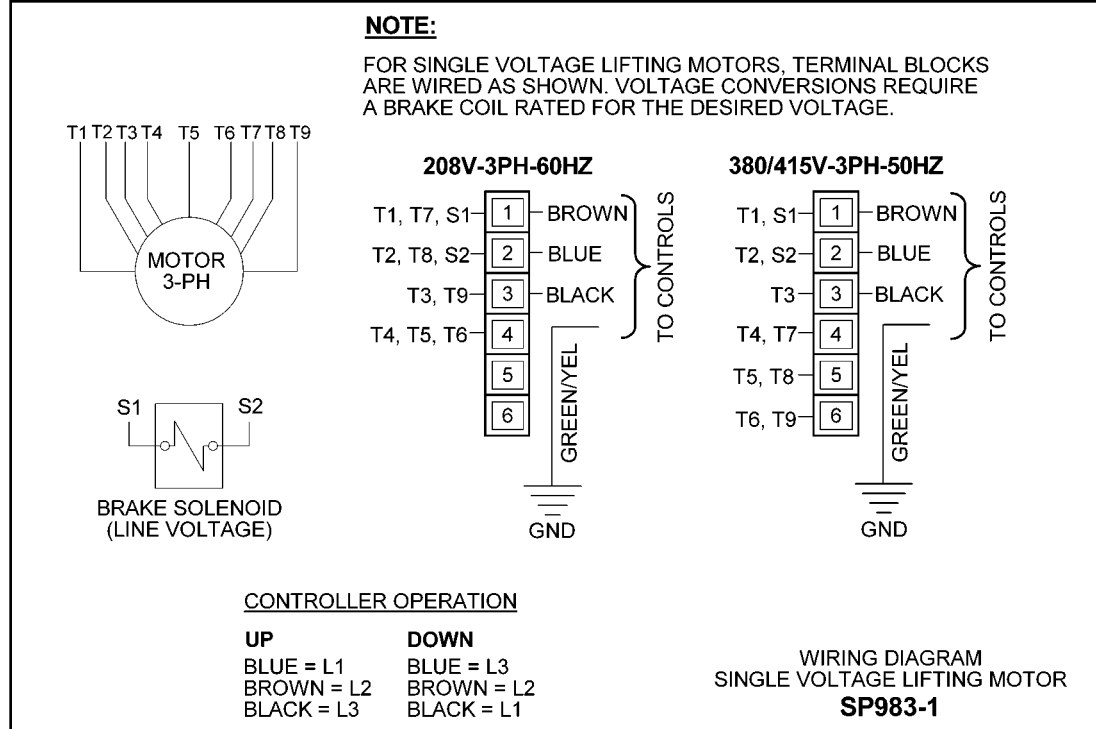 NOTE:
FOR SINGLE VOLTAGE LIFTING MOTORS, TERMINAL BLOCKS
ARE WIRED AS SHOWN. VOLTAGE CONVERSIONS REQUIRE
A BRAKE COIL RATED FOR THE DESIRED VOLTAGE.
T1 T2 T3 T4 T5 T6 T7 T8 T9
MOTOR
3-PH
S1 S2
BRAKE SOLENOID
(LINE VOLTAGE)
208V-3PH-60HZ
T1, T7, S1 1 BROWN
T2, T8, S2 2 BLUE
T3, T9 3 BLACK
T4, T5, T6 4
5
6
TO CONTROLS
GREEN/YEL
GND
380/415V-3PH-50HZ
T1, S1 1 BROWN
T2, S2 2 BLUE
T3 3 BLACK
T4, T7 4
T5, T8 5
T6, T9 6
TO CONTROLS
GREEN/YEL
GND
CONTROLLER OPERATION
UP DOWN
BLUE = L1 BLUE = L3
BROWN = L2 BROWN = L2
BLACK = L3 BLACK = L1
WIRING DIAGRAM
SINGLE VOLTAGE LIFTING MOTOR
SP983-1